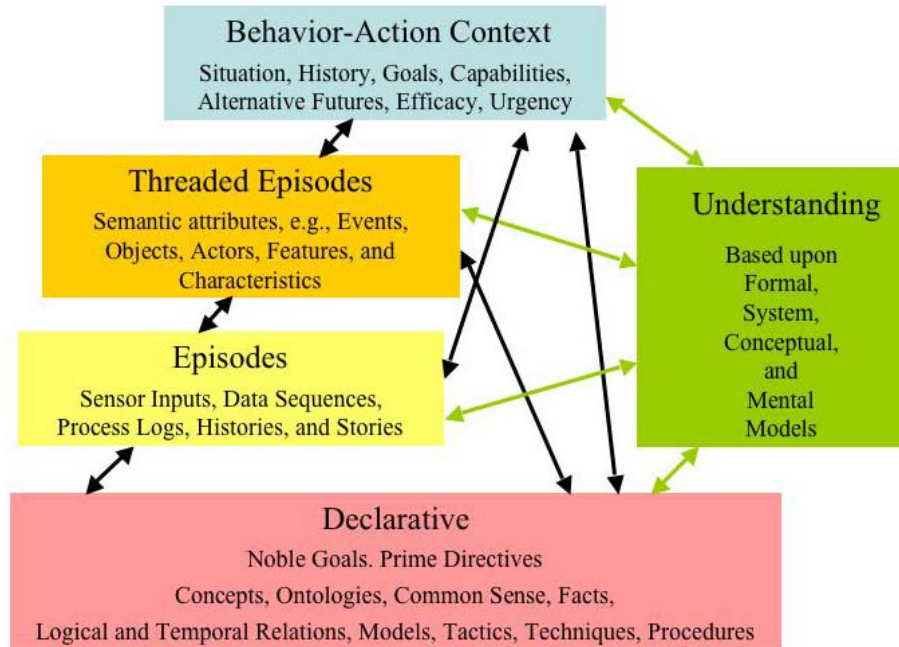 Behavior-Action Context
Situation, History, Goals, Capabilities,
Alternative Futures, Efficacy, Urgency
Threaded Episodes
Semantic attributes, e.g., Events,
Objects, Actors, Features, and
Characteristics
Understanding
Based upon
Formal,
System,
Conceptual,
and
Mental
Models
Episodes
Sensor Inputs, Data Sequences,
Process Logs, Histories, and Stories
Declarative
Noble Goals. Prime Directives
Concepts, Ontologies, Common Sense, Facts,
Logical and Temporal Relations, Models, Tactics, Techniques, Procedures